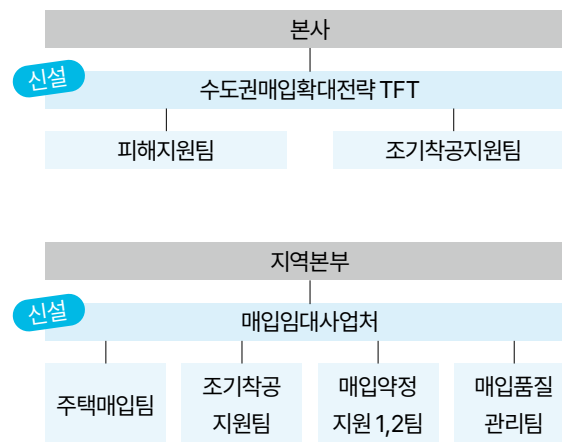 본사
신설
수도권매입확대전략 TFT
피해지원팀
조기착공지원팀
지역본부
신설
매입임대사업처
주택매입팀
조기착공
지원팀
매입약정
지원 1,2팀
매입품질
관리팀